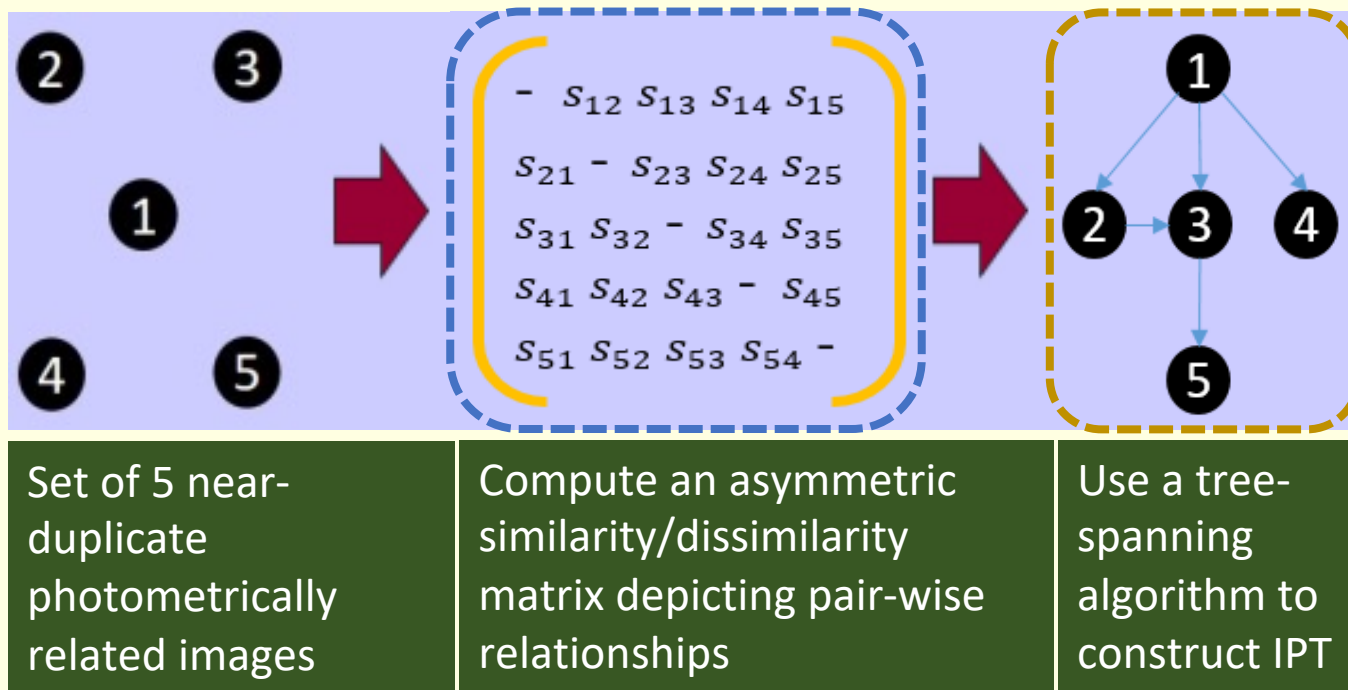 2 3
1
4 5
- s12 s13 s14 s15
s21 - s23 s24 s25
s31 s32 - s34 s35
s41 s42 s43 - s45
s51 s52 s53 s54 -
1
2 3 4
5
Set of 5 near-
duplicate
photometrically
related images
Compute an asymmetric
similarity/dissimilarity
matrix depicting pair-wise
relationships
Use a tree-
spanning
algorithm to
construct IPT